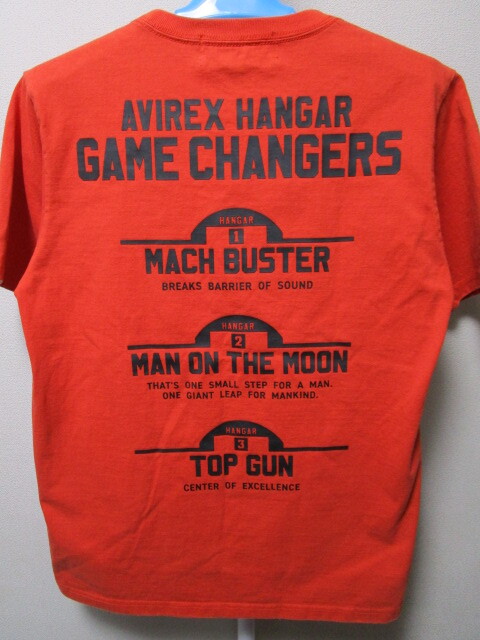 AVIREX HANGAR
GAME CHANGERS
HANGAR
1
MACH BUSTER
BREAKS BARRIER OF SOUND
HANGAR
2
MAN ON THE MOON
THAT'S ONE SMALL STEP FOR A MAN.
ONE GIANT LEAP FOR MANKIND.
HANGAR
3
TOP GUN
CENTER OF EXCELLENCE